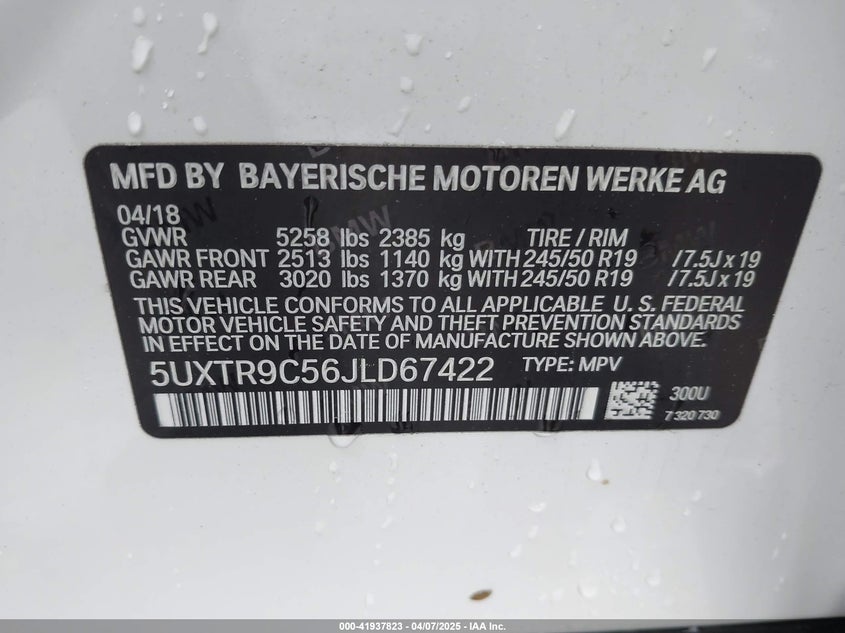 MFD BY BAYERISCHE MOTOREN WERKE AG
04/18
GVWR 5258 lbs 2385 kg TIRE / RIM
GAWR FRONT 2513 lbs 1140 kg WITH 245/50 R19 /7.5J x 19
GAWR REAR 3020 lbs 1370 kg WITH 245/50 R19 /7.5J x 19
THIS VEHICLE CONFORMS TO ALL APPLICABLE U. S. FEDERAL
MOTOR VEHICLE SAFETY AND THEFT PREVENTION STANDARDS
IN EFFECT ON THE DATE OF MANUFACTURE SHOWN ABOVE.
5UXTR9C56JLD67422 TYPE: MPV
300U
7 320 730
000-41937823 - 04/07/2025 - IAA Inc.